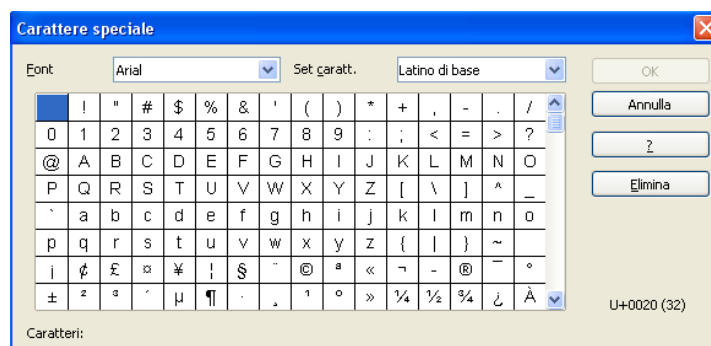 Carattere speciale
Font Arial Set caratt. Latino di base OK
! " # $ % & ' ( ) * + , - . / Annulla
0 1 2 3 4 5 6 7 8 9 : ; < = > ?
?
@ A B C D E F G H I J K L M N O
P Q R S T U V W X Y Z [ \ ] ^ _ Elimina
` a b c d e f g h i j k l m n o
p q r s t u v w x y z { | } ~
¡ ¢ £ ¤ ¥ ¦ § ¨ © ª « ¬ - ® ¯ °
± ² ³ ´ µ ¶ · ¸ ¹ º » ¼ ½ ¾ ¿ À U+0020 (32)
Caratteri: